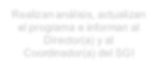 Realizan análisis, actualizan
el programa e informan al
Director(a) y al
Coordinador(a) del SGI